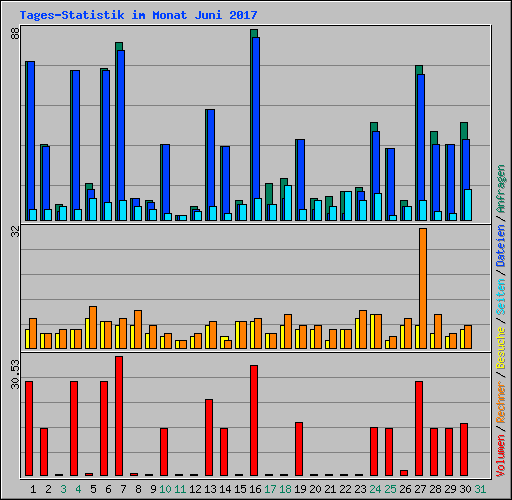 Tages-Statistik im Monat Juni 2017
88
32
30.53
Volumen / Rechner / Besuche / Seiten / Dateien / Anfragen
1 2 3 4 5 6 7 8 9 10 11 12 13 14 15 16 17 18 19 20 21 22 23 24 25 26 27 28 29 30 31